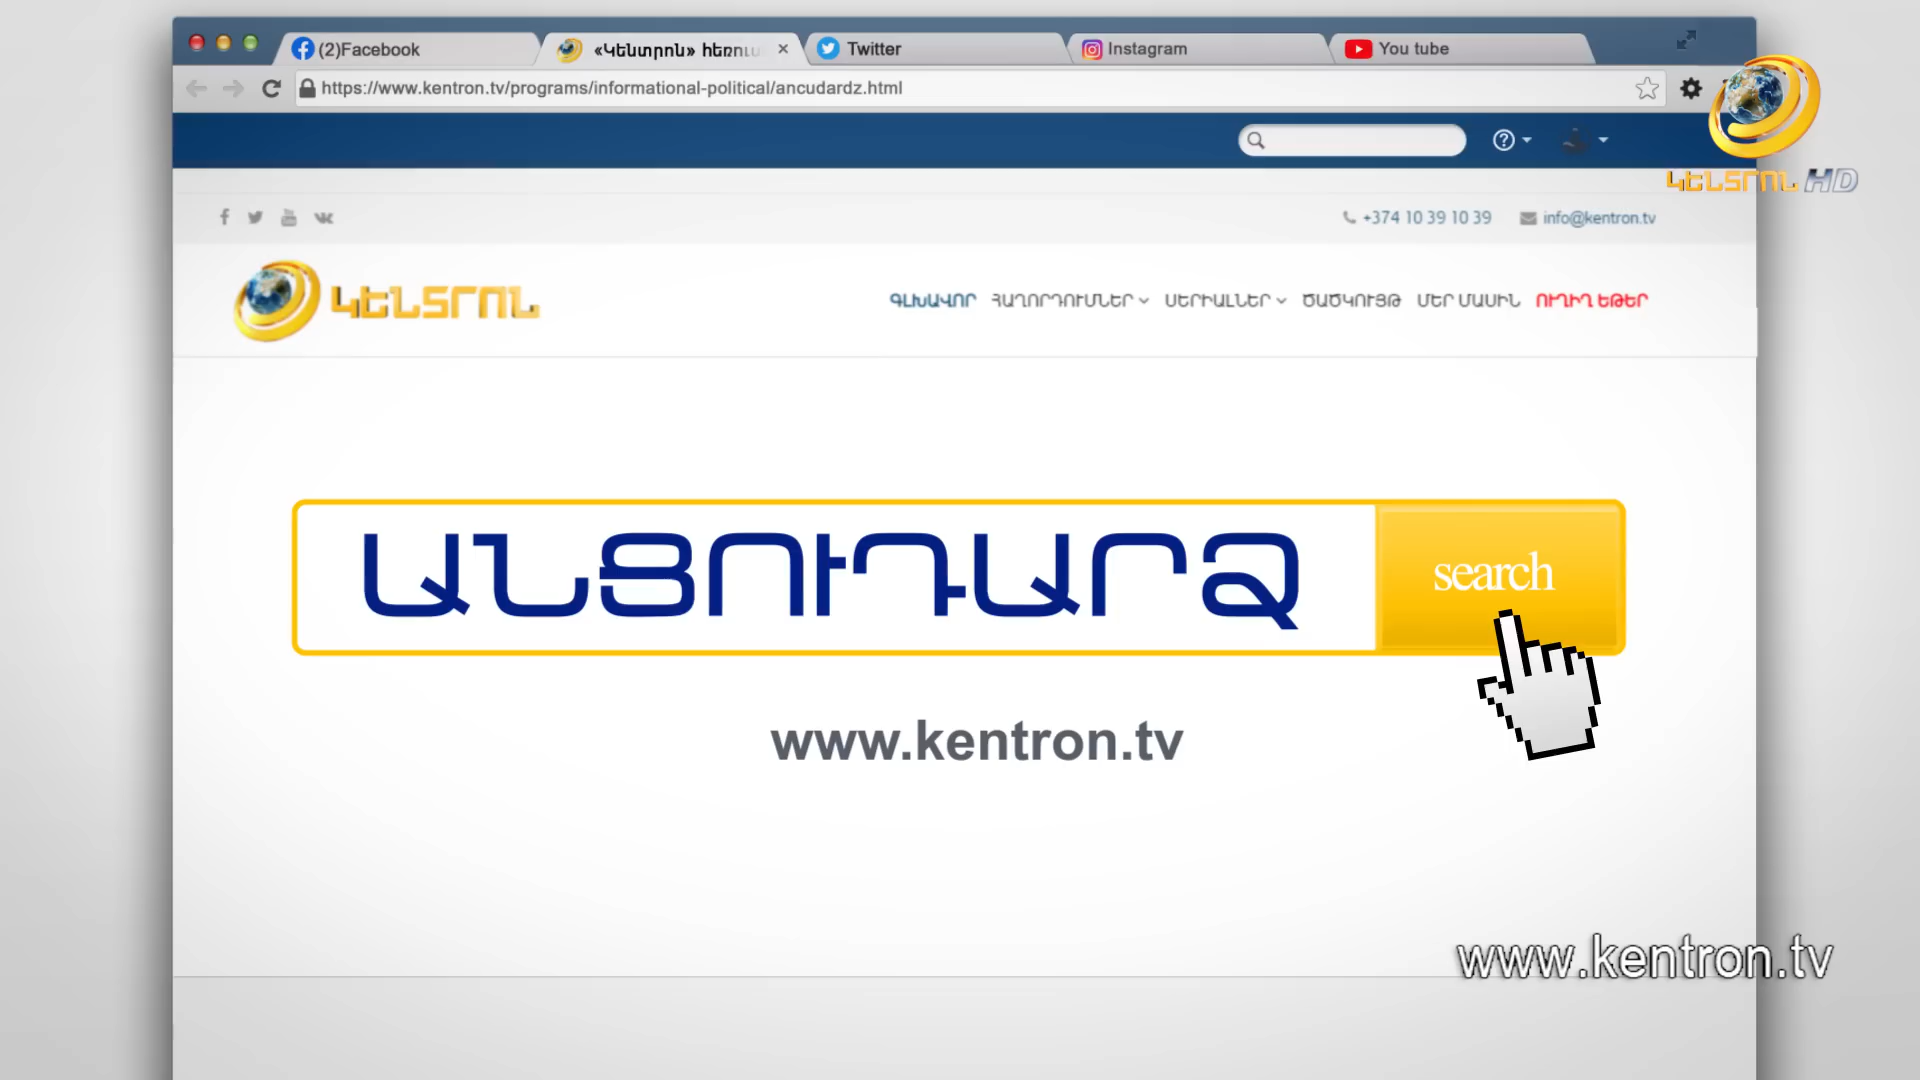 (2)Facebook
«Կենտրոն» հեռու
Twitter
Instagram
You tube
https://www.kentron.tv/programs/informational-political/ancudardz.html
ԿԵՆՏՐՈՆ HD
+374 10 39 10 39
info@kentron.tv
ԿԵՆՏՐՈՆ
ԳԼԽԱՎՈՐ ՀԱՂՈՐԴՈՒՄՆԵՐ ՍԵՐԻԱԼՆԵՐ ԾԱԾԿՈՒՅԹ ՄԵՐ ՄԱՍԻՆ ՈՒՂԻՂ ԵԹԵՐ
ԱՆՑՈՒԴԱՐՁ
search
www.kentron.tv
www.kentron.tv